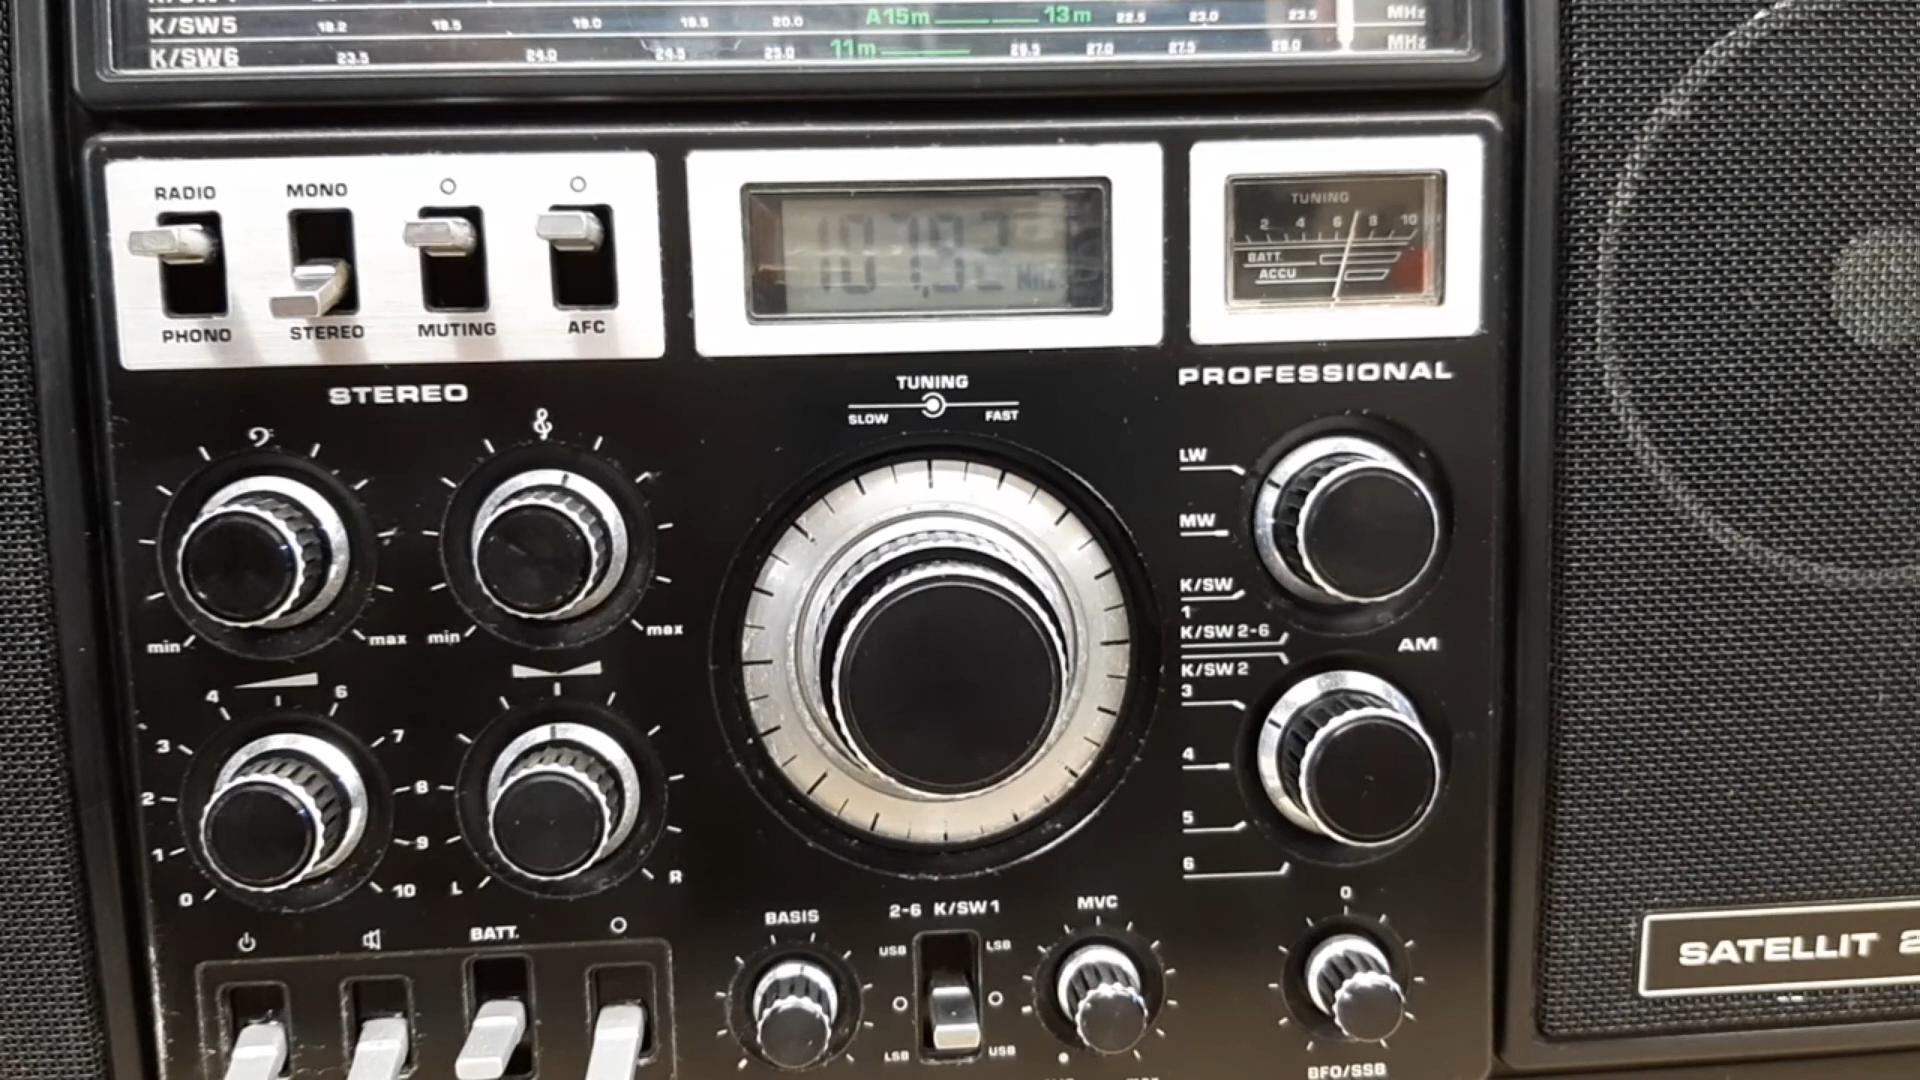 K/SW5 18.2 18.5 19.0 19.5 20.0 A15m 13m 22.5 23.0 23.5 MHz
K/SW6 23.5 24.0 24.5 25.0 11m 26.5 27.0 27.5 28.0 MHz
RADIO MONO
PHONO STEREO MUTING AFC
MHz
TUNING
2 4 6 8 10
BATT.
ACCU
STEREO
TUNING
SLOW FAST
PROFESSIONAL
min max min max
LW
MW
K/SW
1
K/SW 2-6
K/SW 2
3
4
5
6
AM
4 6
3 7
2 8
1 9
0 10
L R
BATT.
BASIS
2-6 K/SW1
USB LSB
LSB USB
MVC
0
BFO/SSB
SATELLIT